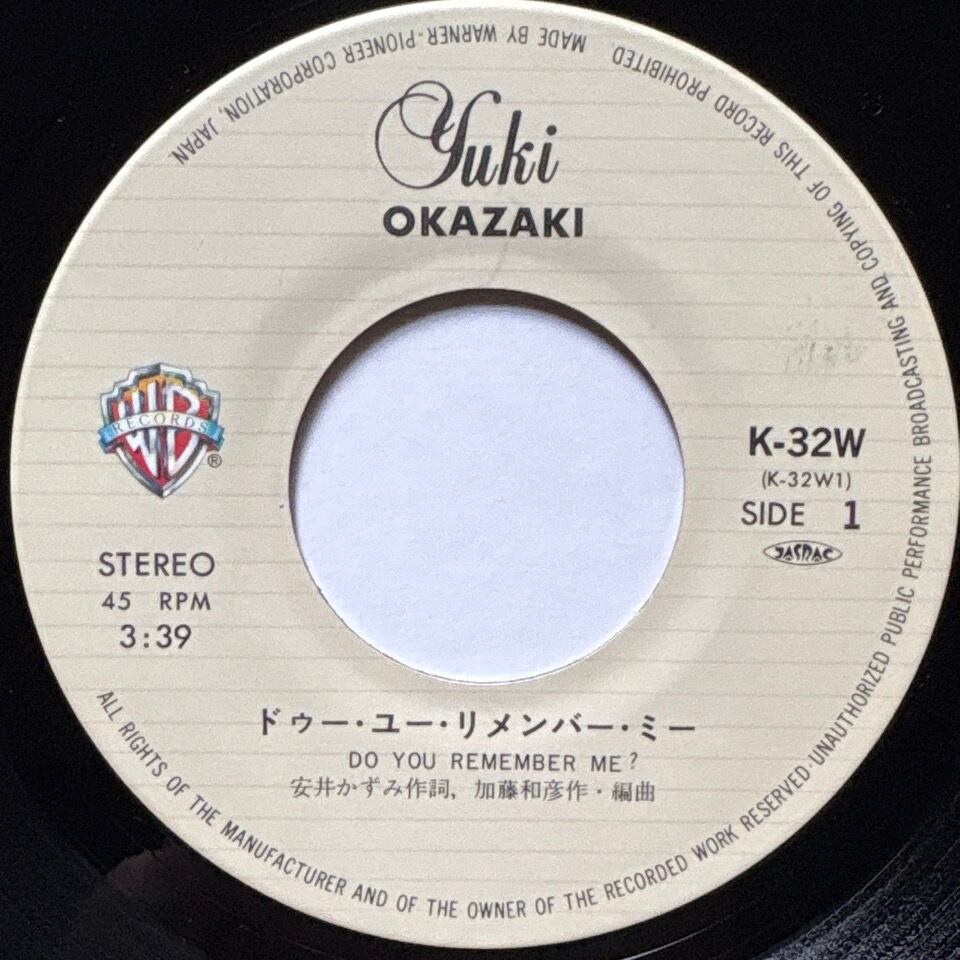 Yuki
OKAZAKI
WB
RECORDS
®
STEREO
45 RPM
3:39
K-32W
(K-32W1)
SIDE 1
JASRAC
ドゥー・ユー・リメンバー・ミー
DO YOU REMEMBER ME?
安井かずみ作詞, 加藤和彦作・編曲
ALL RIGHTS OF THE MANUFACTURER AND OF THE OWNER OF THE RECORDED WORK RESERVED·UNAUTHORIZED PUBLIC PERFORMANCE BROADCASTING AND COPYING OF THIS RECORD PROHIBITED. MADE BY WARNER-PIONEER CORPORATION, JAPAN